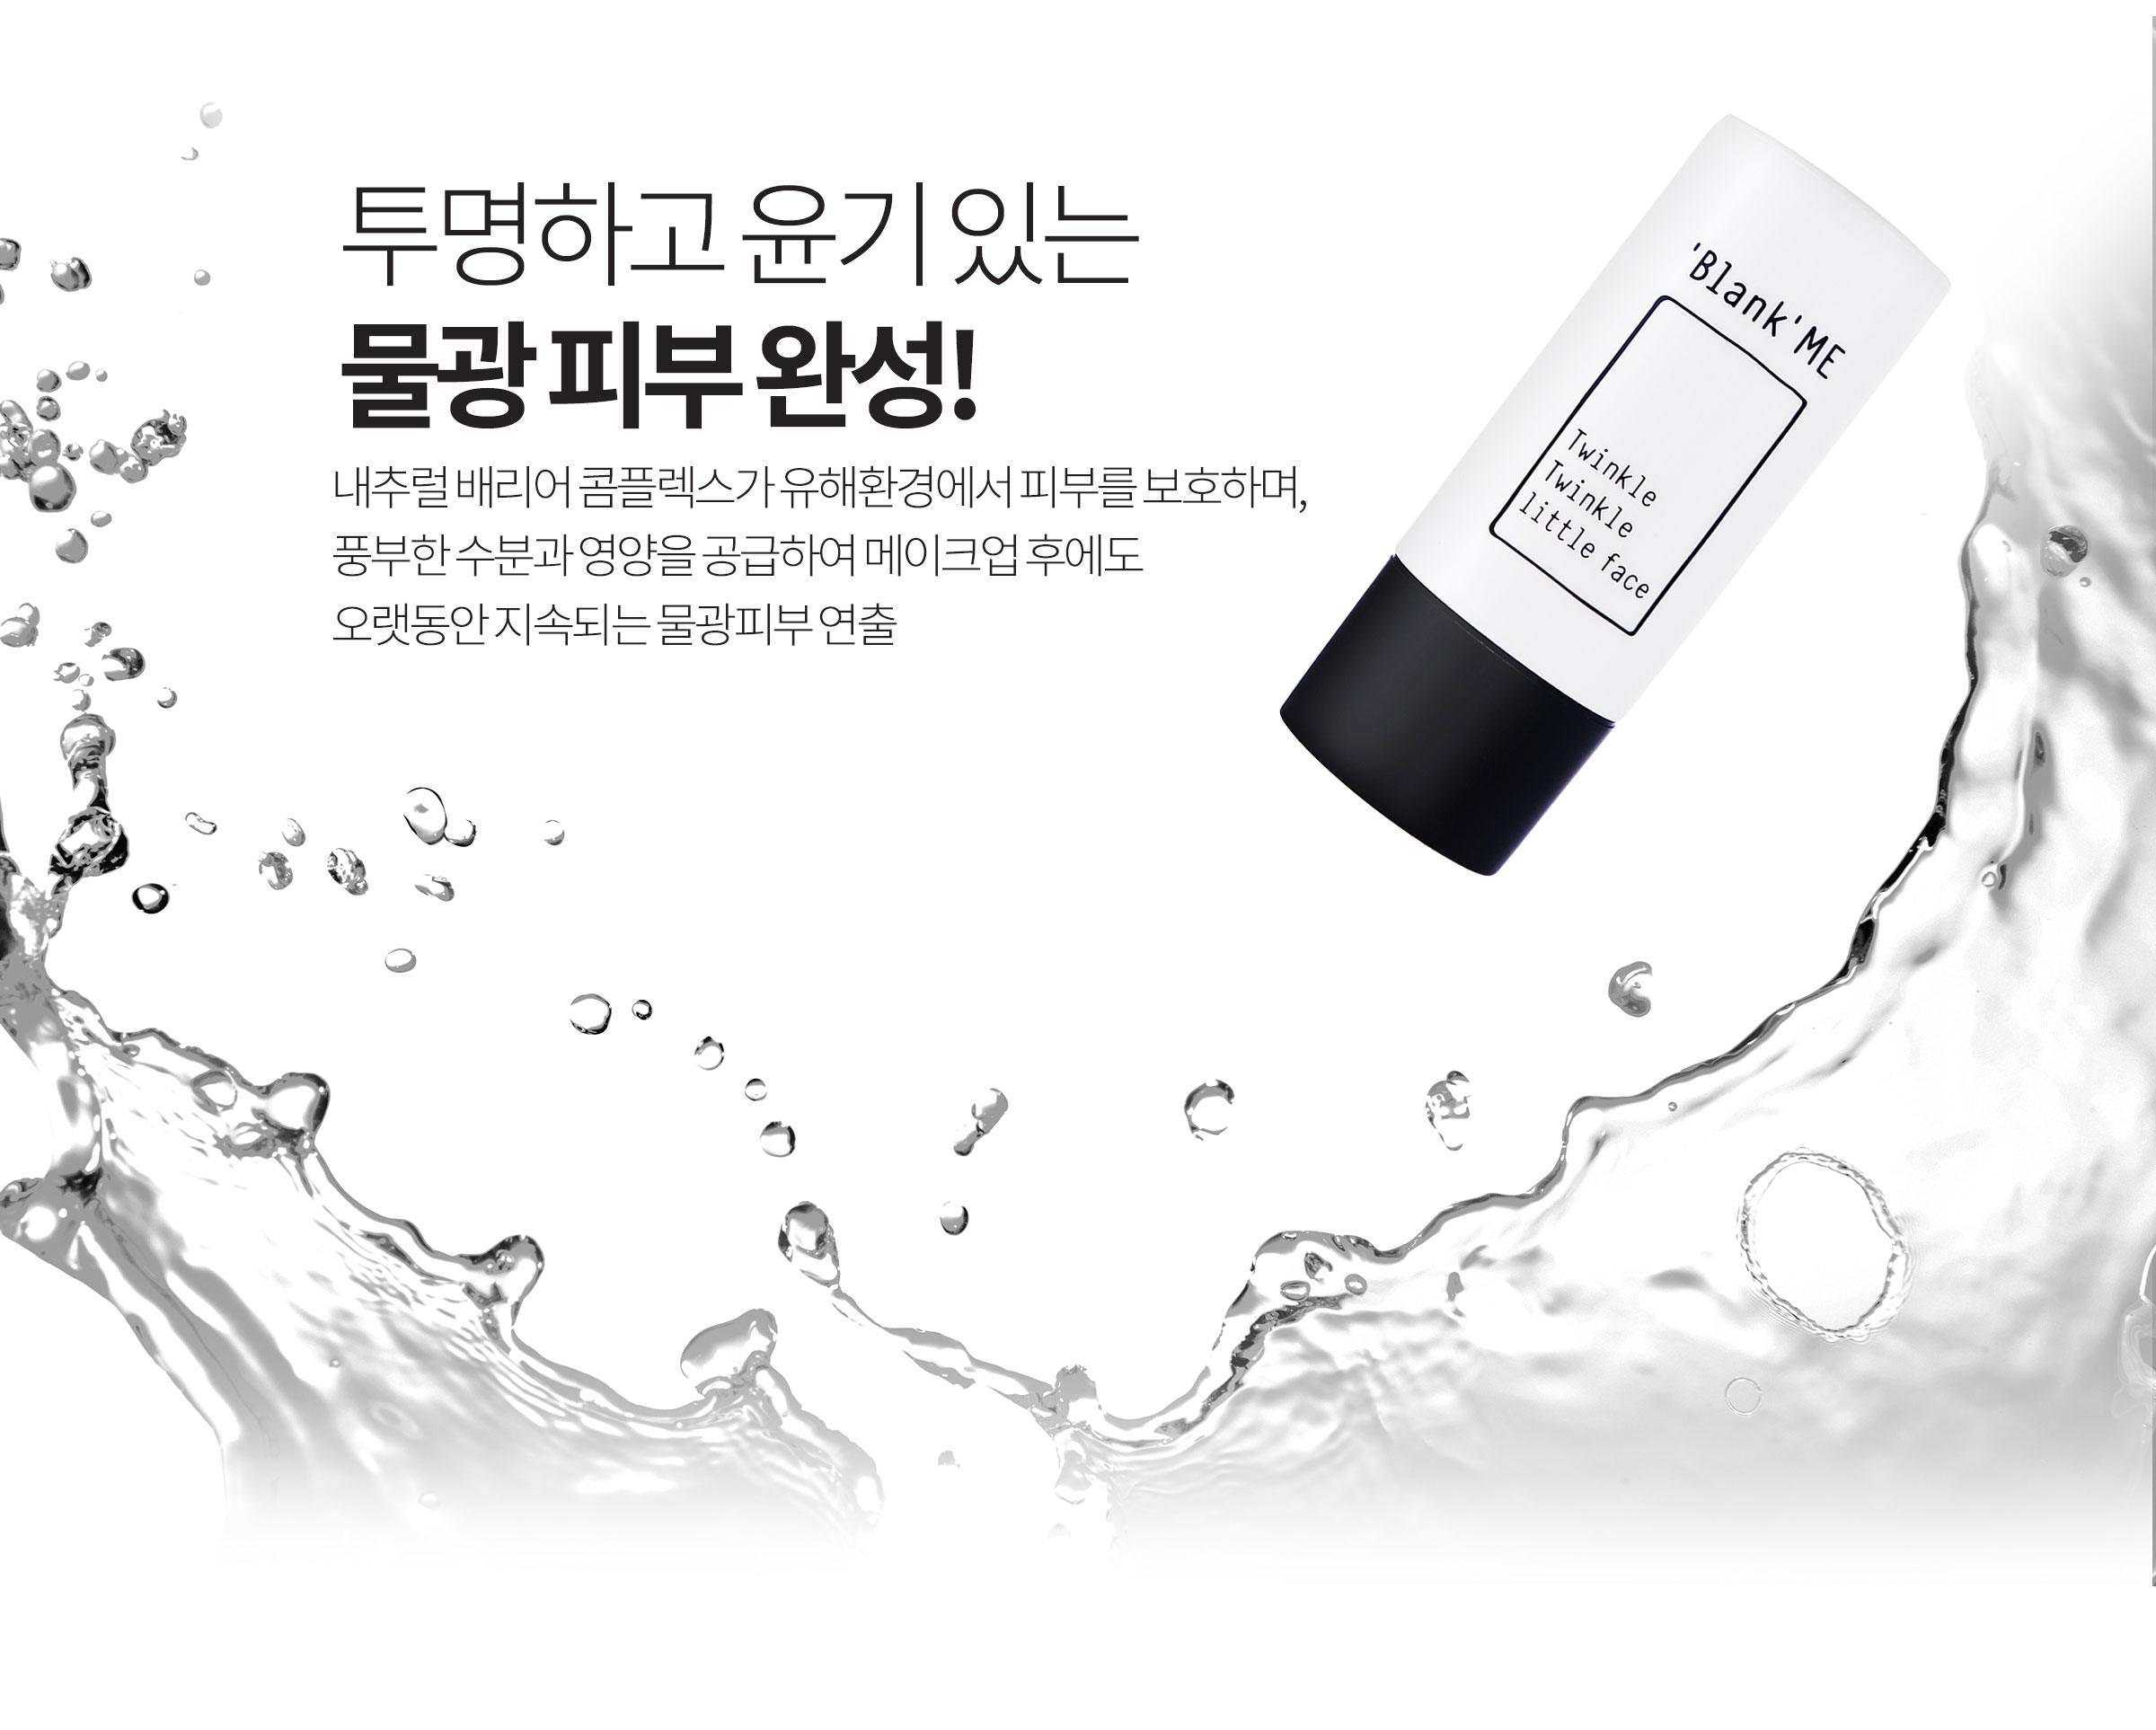 투명하고 윤기 있는
물광 피부 완성!
내추럴 배리어 콤플렉스가 유해환경에서 피부를 보호하며,
풍부한 수분과 영양을 공급하여 메이크업 후에도
오랫동안 지속되는 물광피부 연출
'Blank' ME
Twinkle
Twinkle
little face